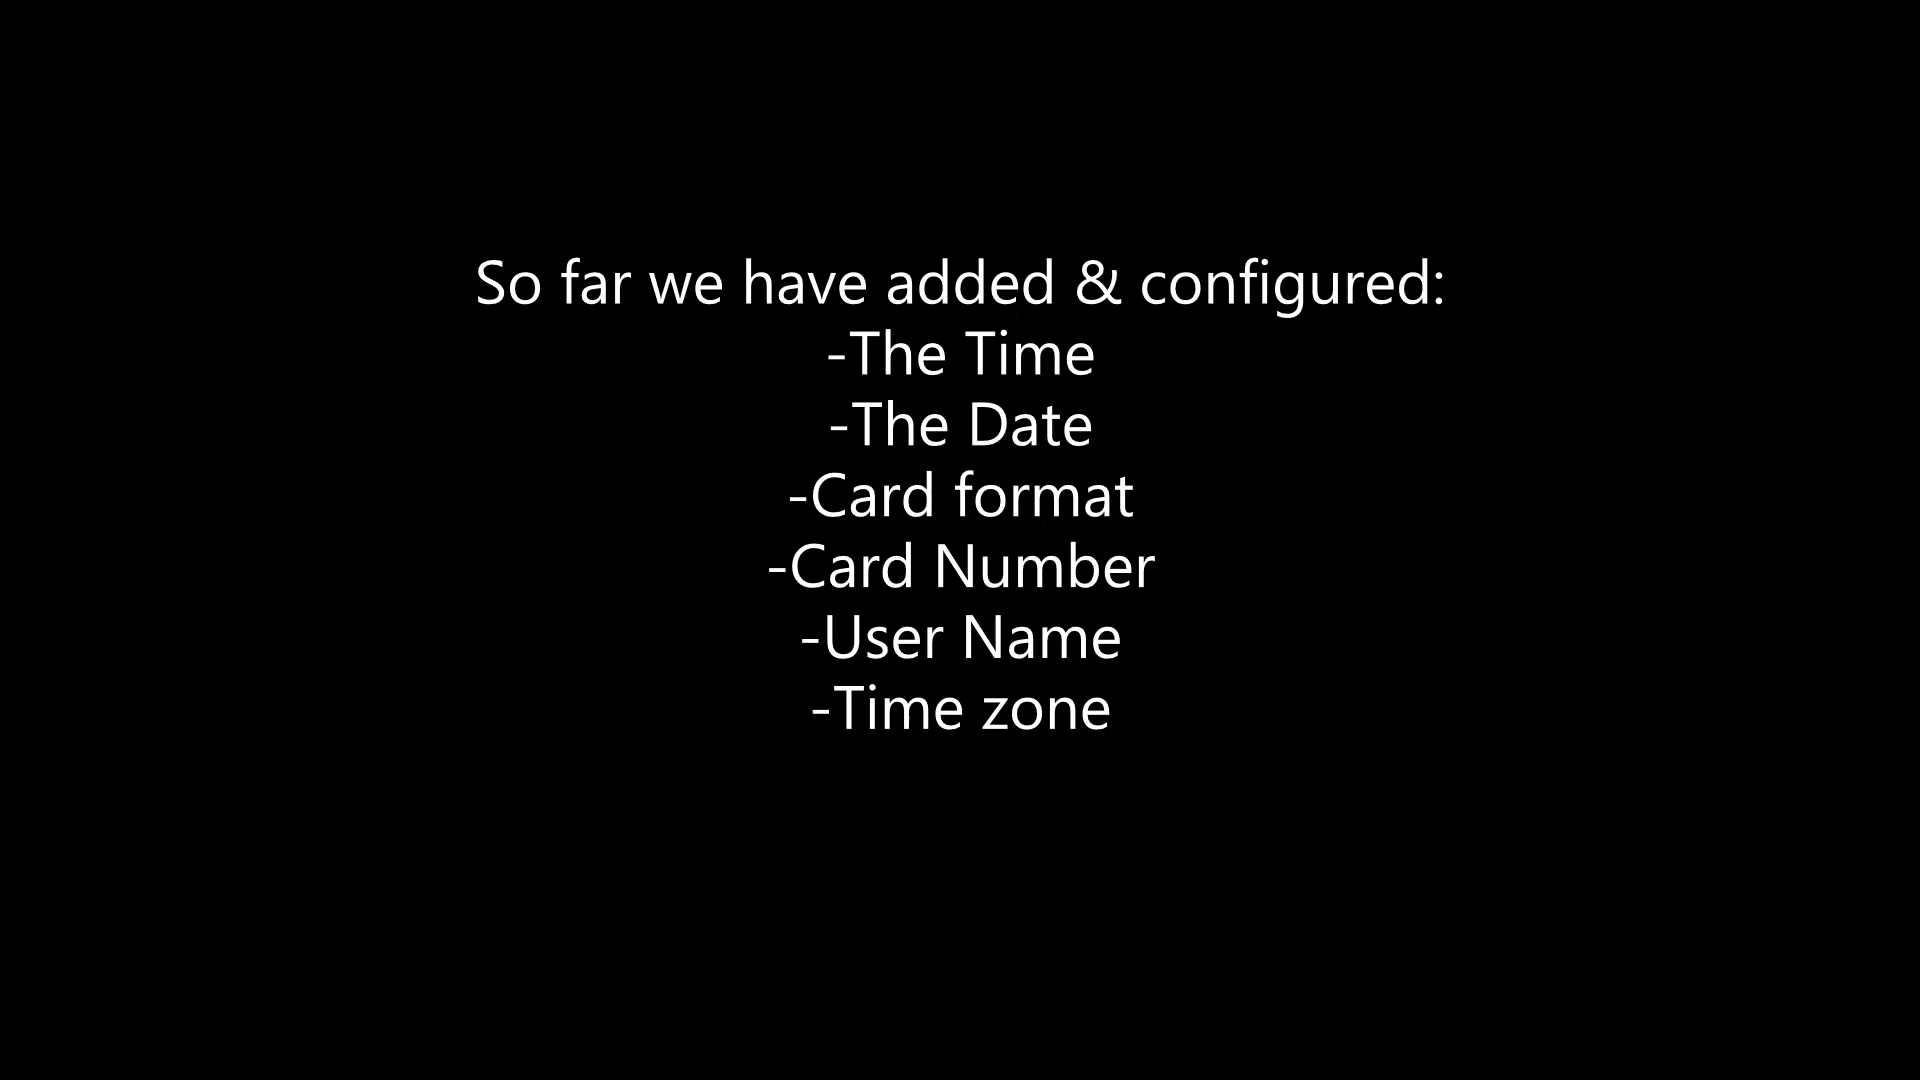 So far we have added & configured:
-The Time
-The Date
-Card format
-Card Number
-User Name
-Time zone